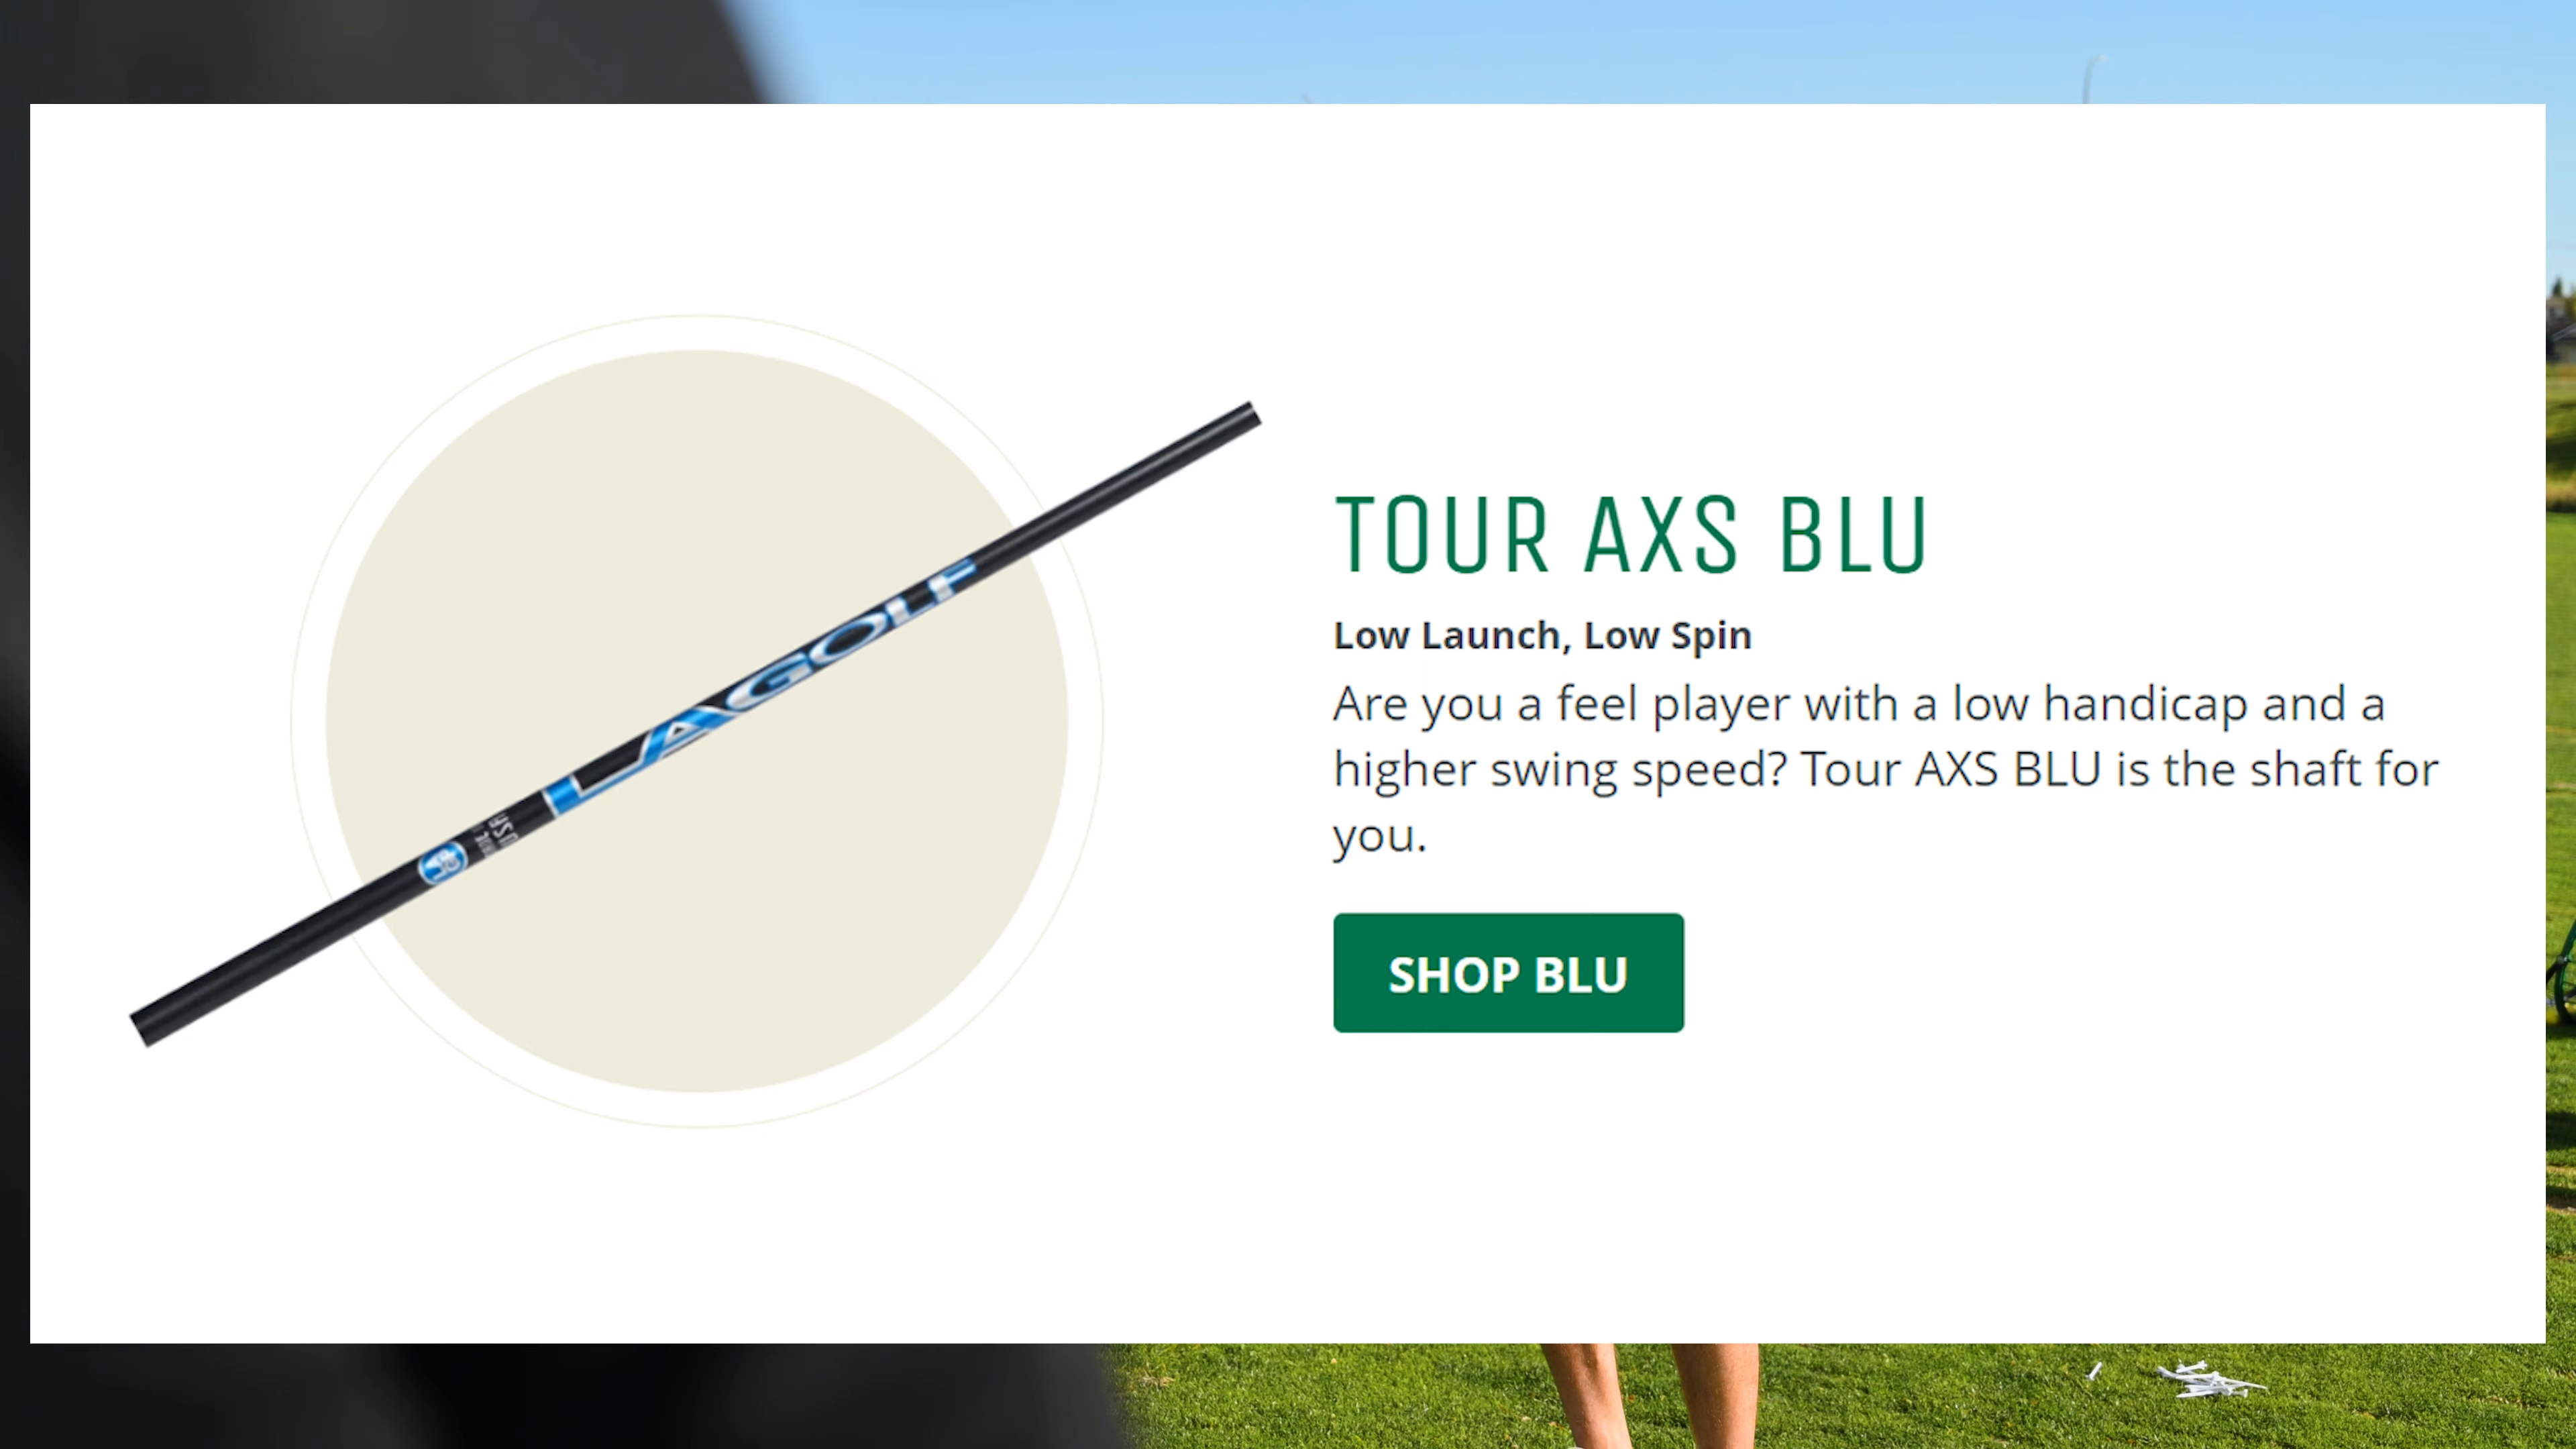 LAGOLF
TOUR AXS BLU
Low Launch, Low Spin
Are you a feel player with a low handicap and a
higher swing speed? Tour AXS BLU is the shaft for
you.
SHOP BLU